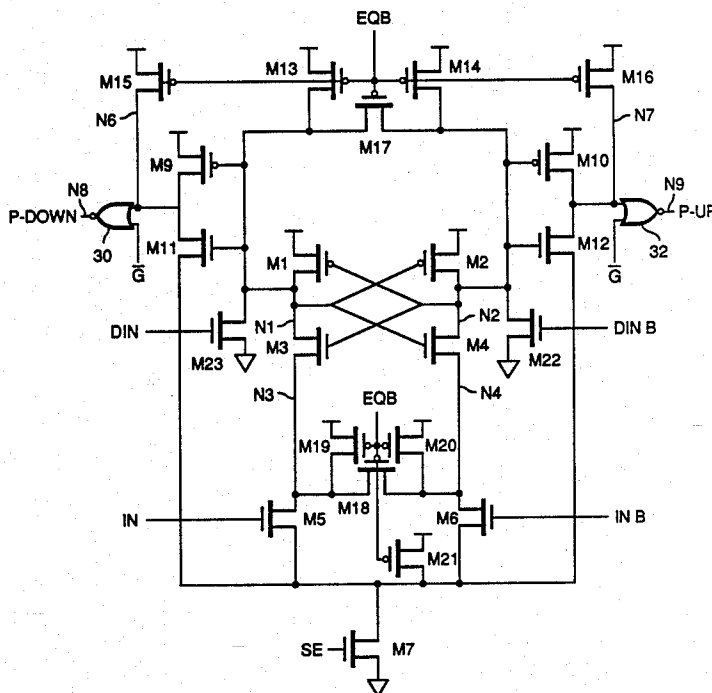 EQB
M15
M13
M14
M16
N6
N7
M17
M9
M10
N8
N9
P-DOWN
P-UP
30
M11
M12
32
G̅
G̅
M1
M2
DIN
N1
N2
DIN B
M23
M3
M4
M22
N3
N4
EQB
M19
M20
M18
IN
M5
M6
IN B
M21
SE
M7